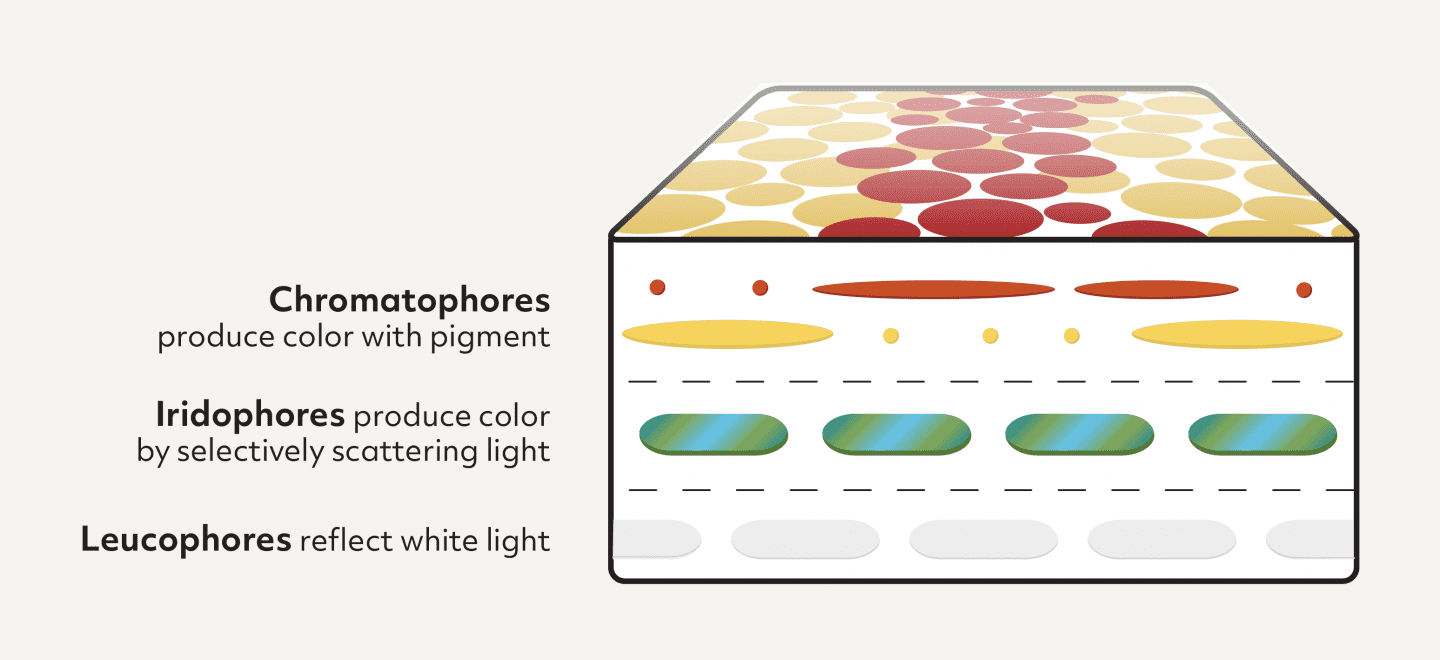 Chromatophores
produce color with pigment
Iridophores produce color
by selectively scattering light
Leucophores reflect white light